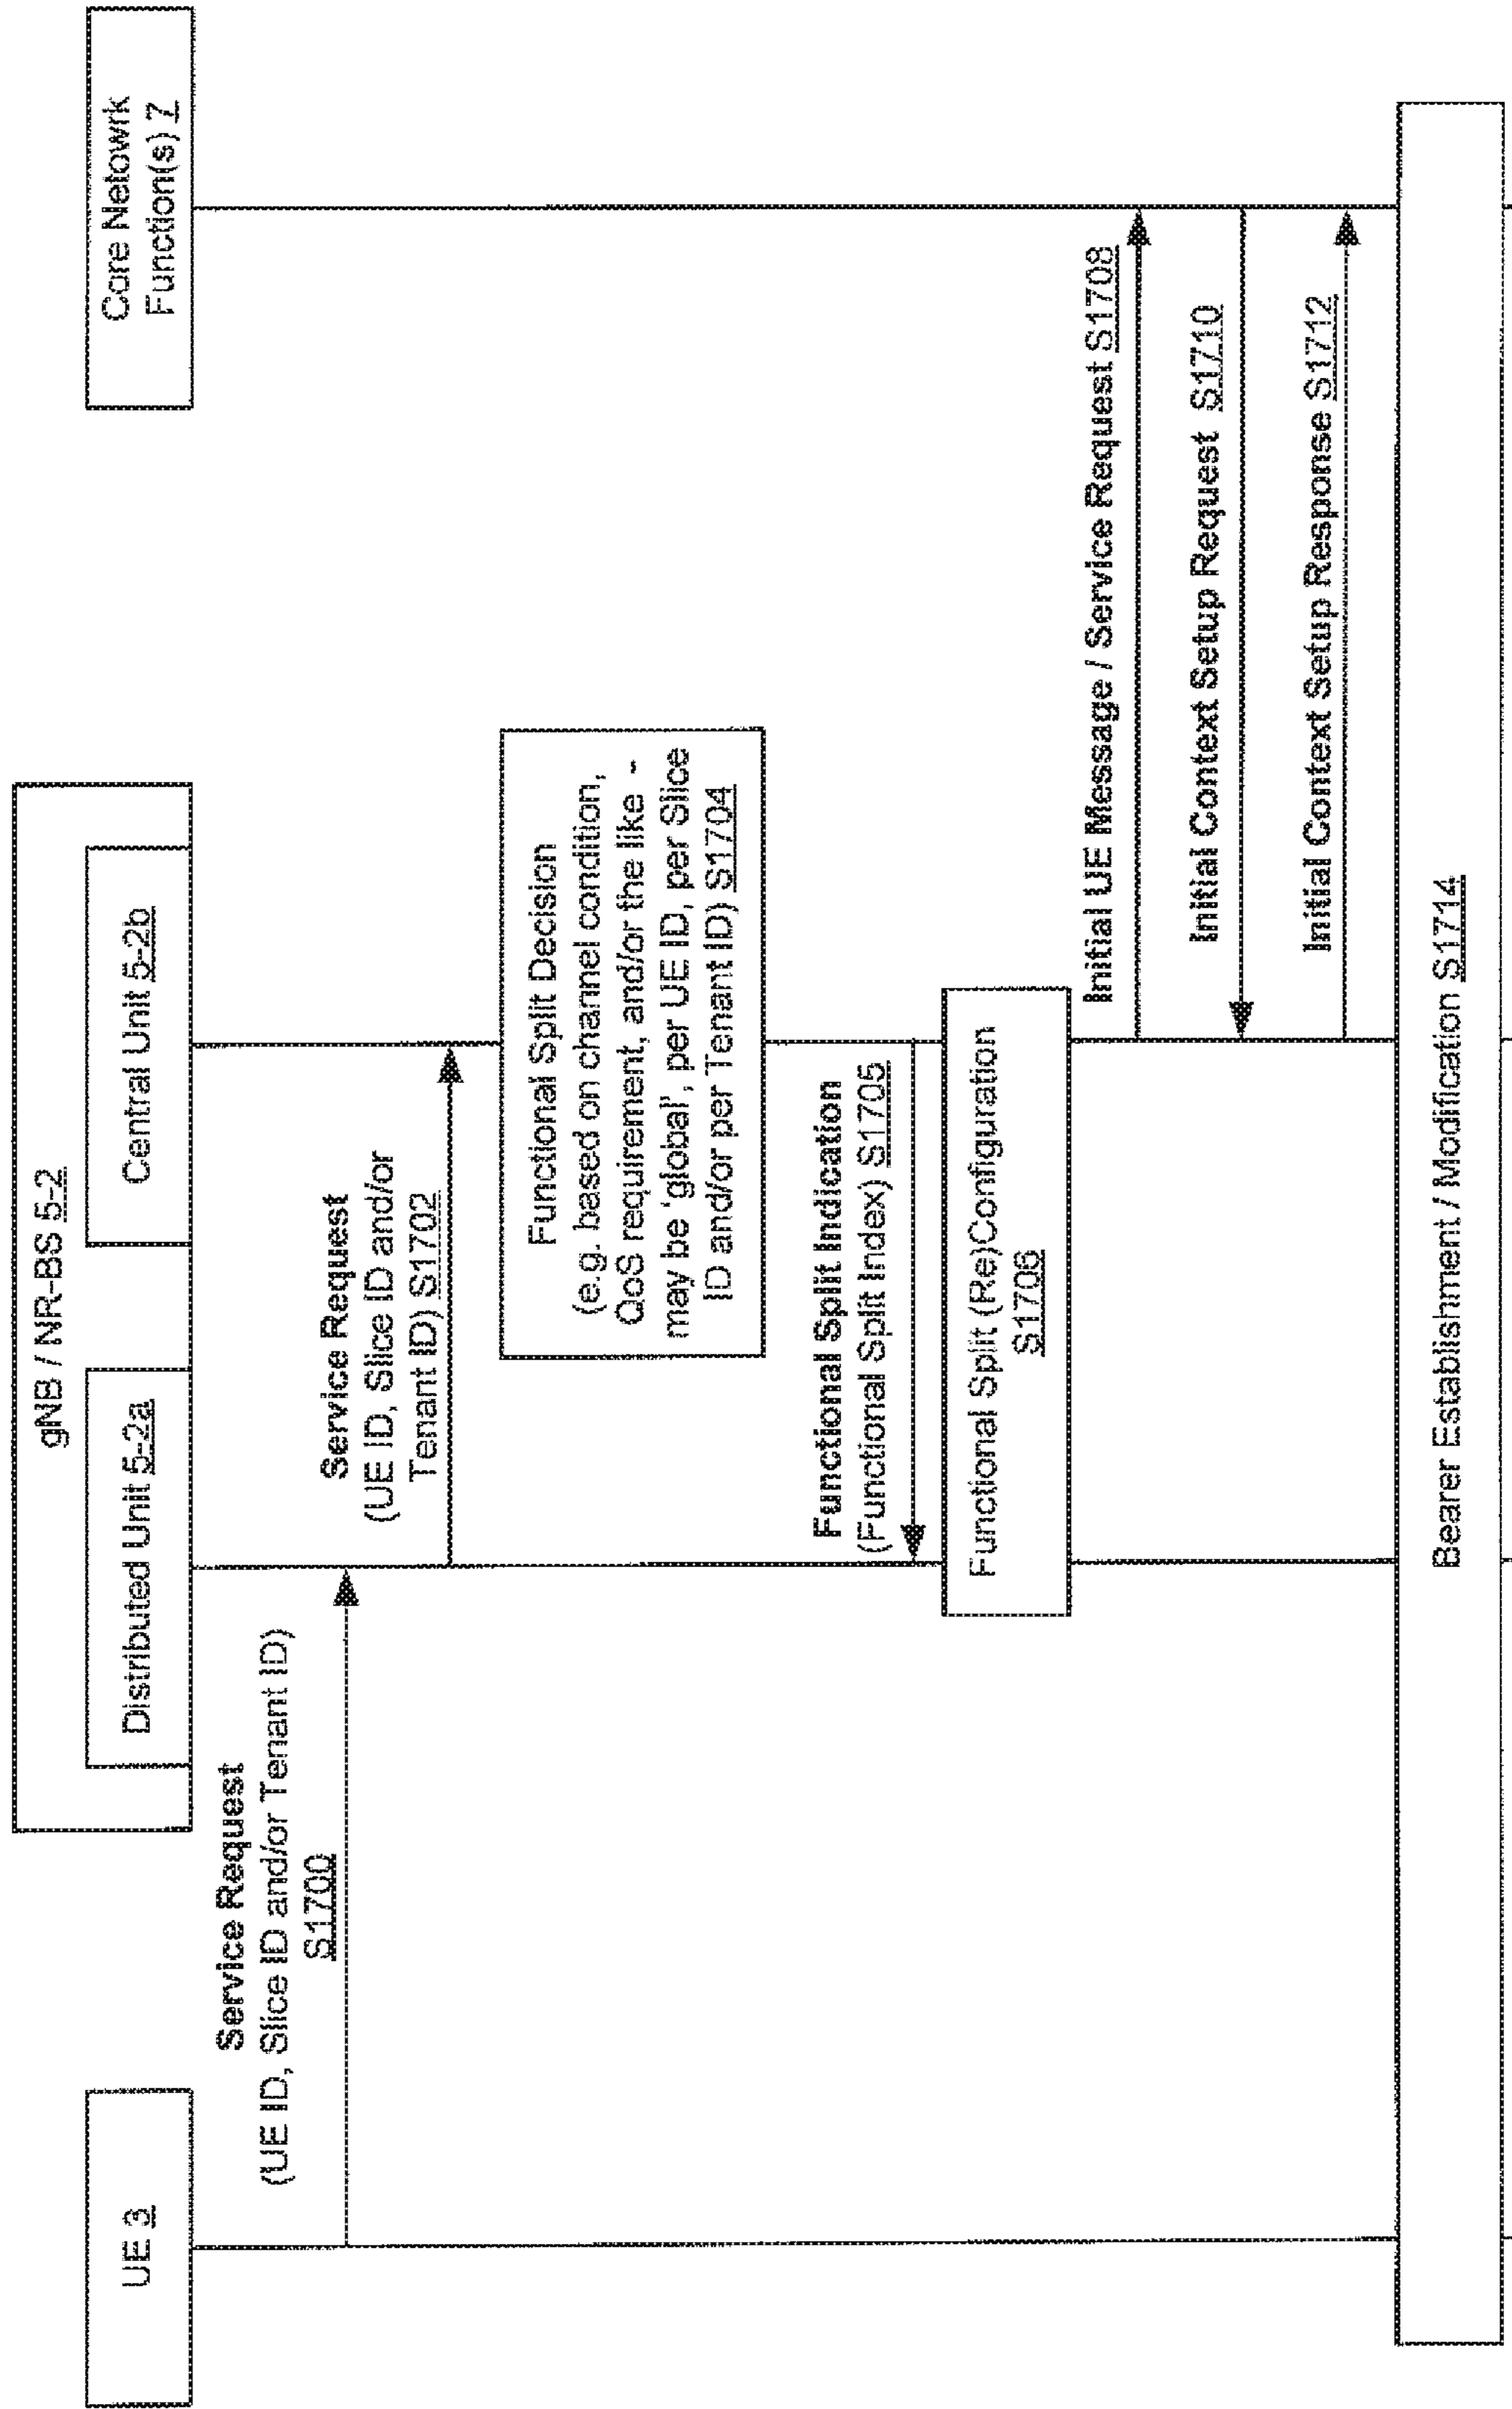 gNB / NR-BS 5-2
UE 3
Distributed Unit 5-2a
Central Unit 5-2b
Core Netowrk
Function(s) 7
Service Request
(UE ID, Slice ID and/or Tenant ID)
S1700
Service Request
(UE ID, Slice ID and/or
Tenant ID) S1702
Functional Split Decision
(e.g. based on channel condition,
QoS requirement, and/or the like -
may be 'global', per UE ID, per Slice
ID and/or per Tenant ID) S1704
Functional Split Indication
(Functional Split Index) S1705
Functional Split (Re)Configuration
S1706
Initial UE Message / Service Request S1708
Initial Context Setup Request S1710
Initial Context Setup Response S1712
Bearer Establishment / Modification S1714